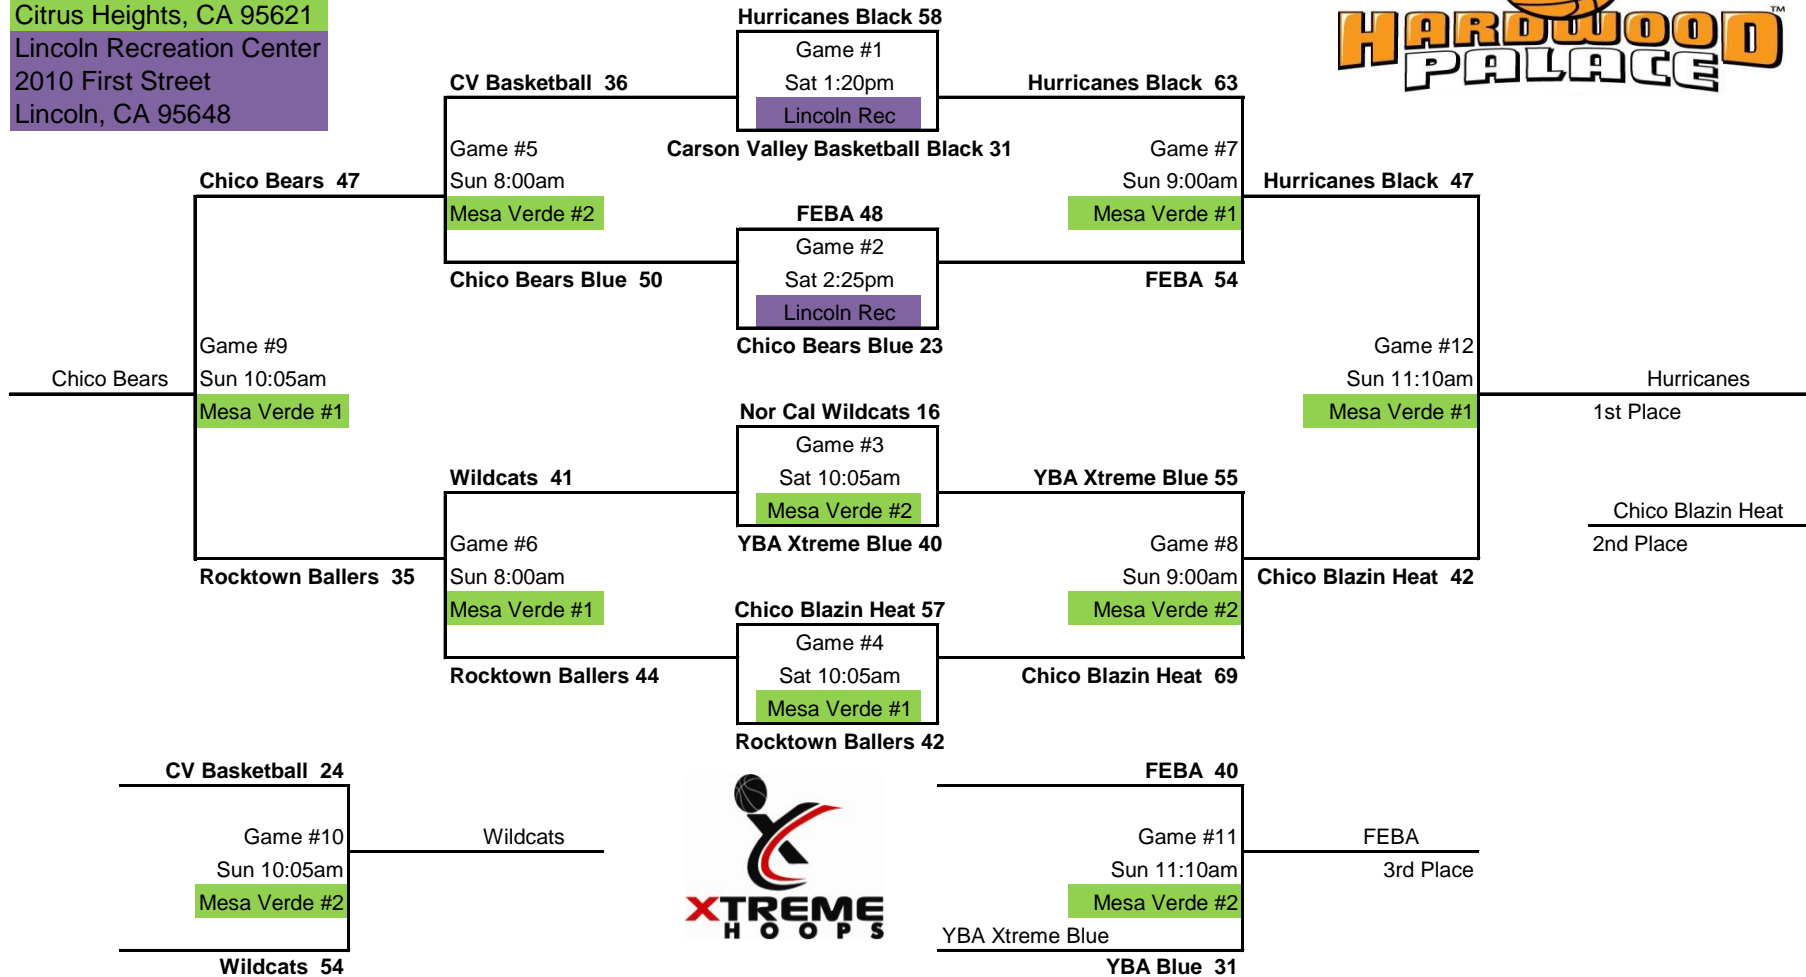 Citrus Heights, CA 95621
Lincoln Recreation Center
2010 First Street
Lincoln, CA 95648
HARDWOOD
PALACE
TM
Hurricanes Black 58
Game #1
Sat 1:20pm
Lincoln Rec
Carson Valley Basketball Black 31
CV Basketball 36
Game #5
Sun 8:00am
Mesa Verde #2
Chico Bears Blue 50
Hurricanes Black 63
Game #7
Sun 9:00am
Mesa Verde #1
FEBA 54
FEBA 48
Game #2
Sat 2:25pm
Lincoln Rec
Chico Bears Blue 23
Chico Bears 47
Game #9
Sun 10:05am
Mesa Verde #1
Rocktown Ballers 35
Chico Bears
Hurricanes Black 47
Game #12
Sun 11:10am
Mesa Verde #1
Chico Blazin Heat 42
Hurricanes
1st Place
Chico Blazin Heat
2nd Place
Nor Cal Wildcats 16
Game #3
Sat 10:05am
Mesa Verde #2
YBA Xtreme Blue 40
Wildcats 41
Game #6
Sun 8:00am
Mesa Verde #1
Rocktown Ballers 44
YBA Xtreme Blue 55
Game #8
Sun 9:00am
Mesa Verde #2
Chico Blazin Heat 69
Chico Blazin Heat 57
Game #4
Sat 10:05am
Mesa Verde #1
Rocktown Ballers 42
CV Basketball 24
Game #10
Sun 10:05am
Mesa Verde #2
Wildcats 54
Wildcats
XTREME
HOOPS
FEBA 40
Game #11
Sun 11:10am
Mesa Verde #2
YBA Xtreme Blue
YBA Blue 31
FEBA
3rd Place